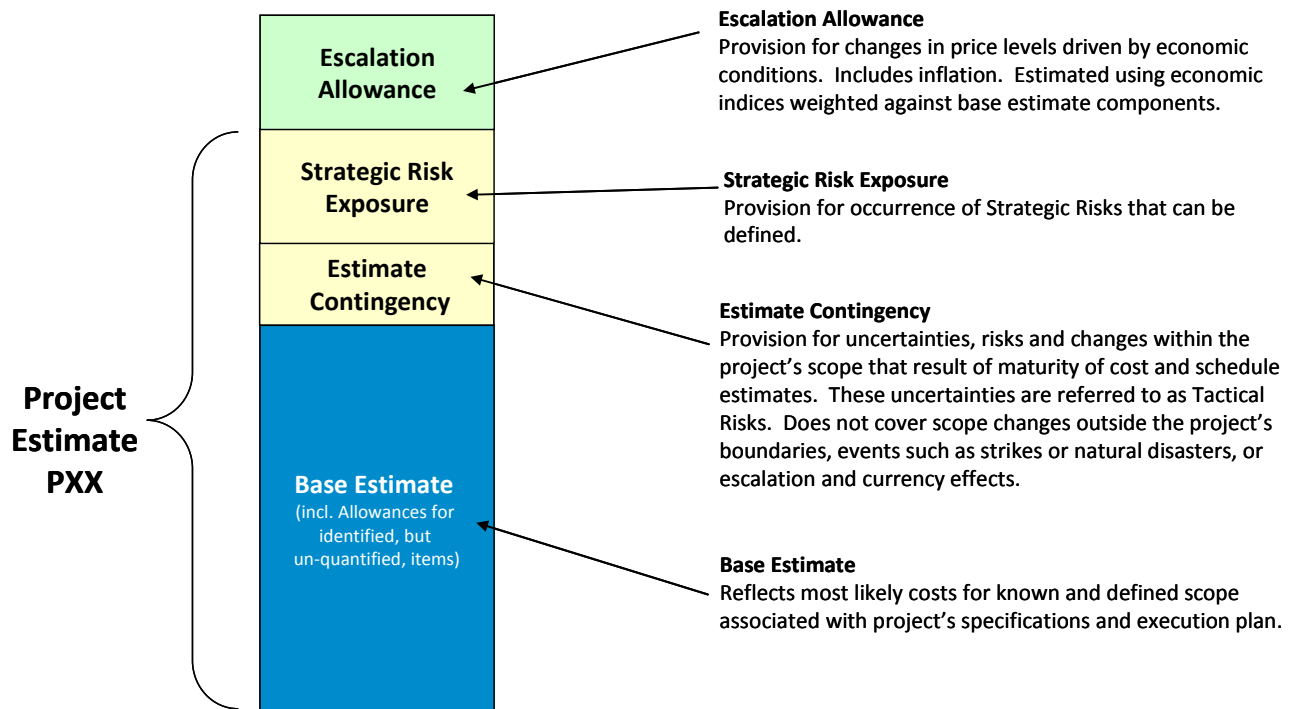 Escalation
Allowance
Strategic Risk
Exposure
Estimate
Contingency
Base Estimate
(incl. Allowances for
identified, but
un-quantified, items)
Project
Estimate
PXX
Escalation Allowance
Provision for changes in price levels driven by economic
conditions.  Includes inflation.  Estimated using economic
indices weighted against base estimate components.
Strategic Risk Exposure
Provision for occurrence of Strategic Risks that can be
defined.
Estimate Contingency
Provision for uncertainties, risks and changes within the
project's scope that result of maturity of cost and schedule
estimates.  These uncertainties are referred to as Tactical
Risks.  Does not cover scope changes outside the project's
boundaries, events such as strikes or natural disasters, or
escalation and currency effects.
Base Estimate
Reflects most likely costs for known and defined scope
associated with project's specifications and execution plan.